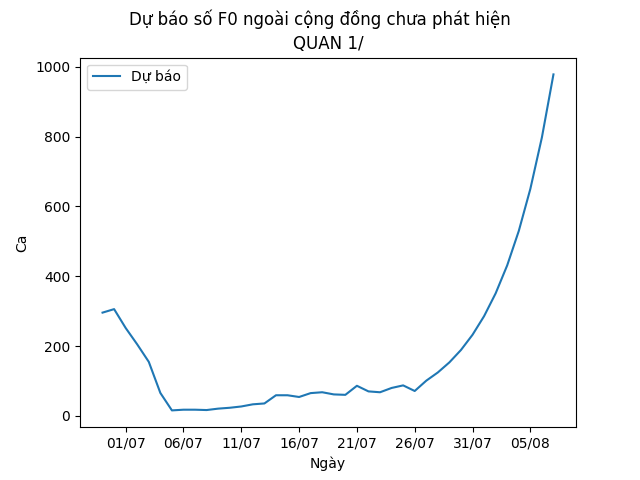 Dự báo số F0 ngoài cộng đồng chưa phát hiện
QUAN 1/
Dự báo
1000
800
600
400
200
0
Ca
01/07 06/07 11/07 16/07 21/07 26/07 31/07 05/08
Ngày